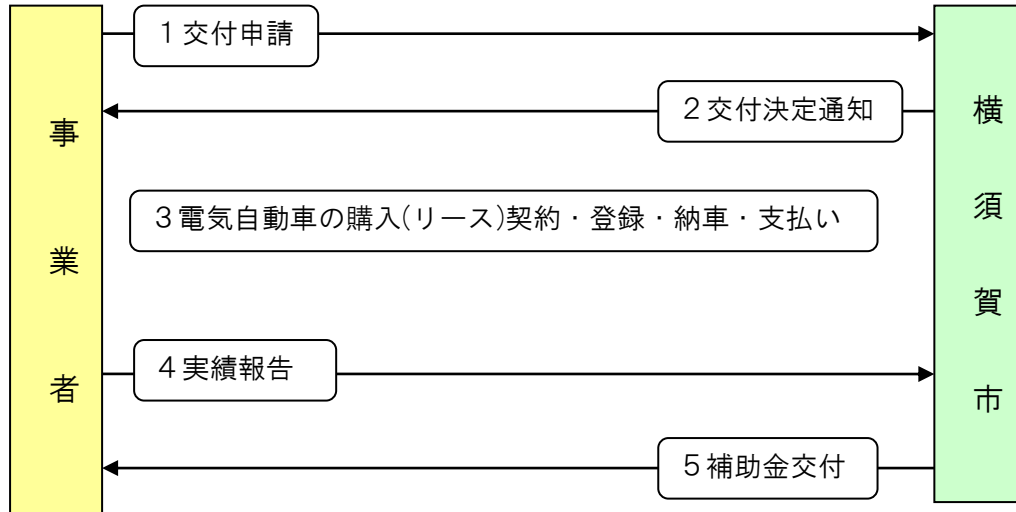 事業者
１交付申請
２交付決定通知
３電気自動車の購入(リース)契約・登録・納車・支払い
４実績報告
５補助金交付
横須賀市